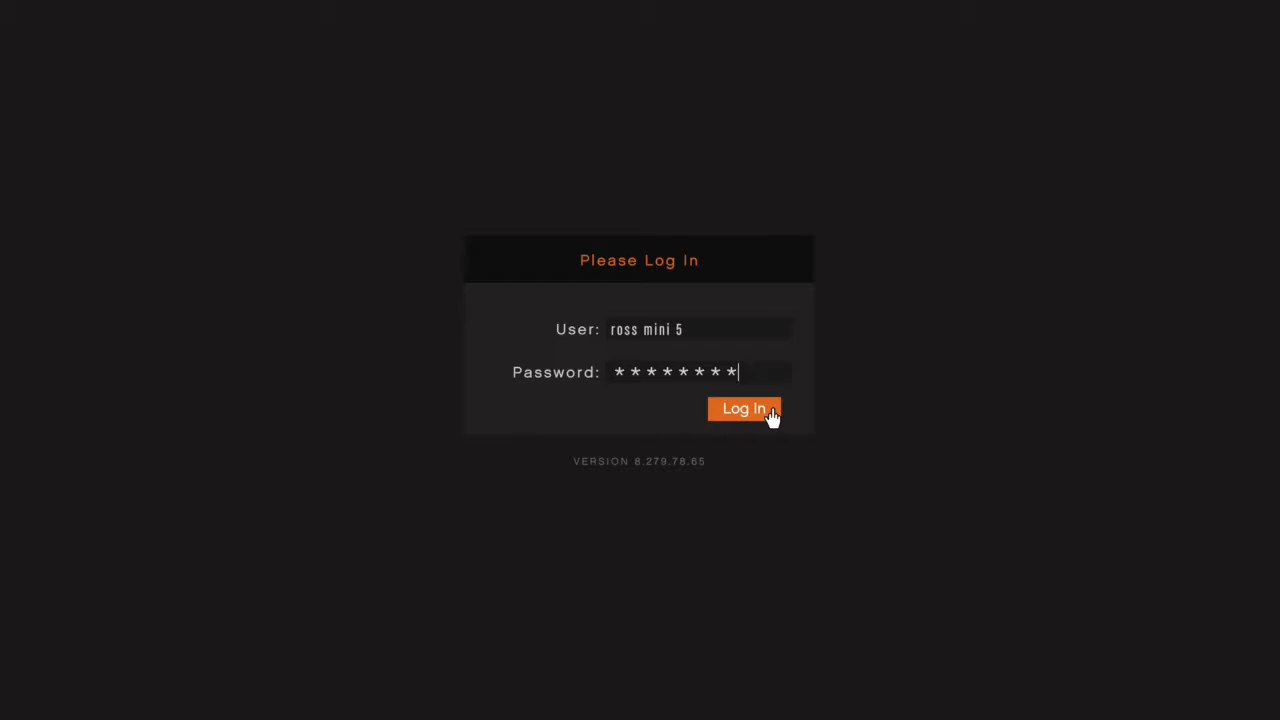 Please Log In
User: ross mini 5
Password: ********
Log In
VERSION 8.279.78.65